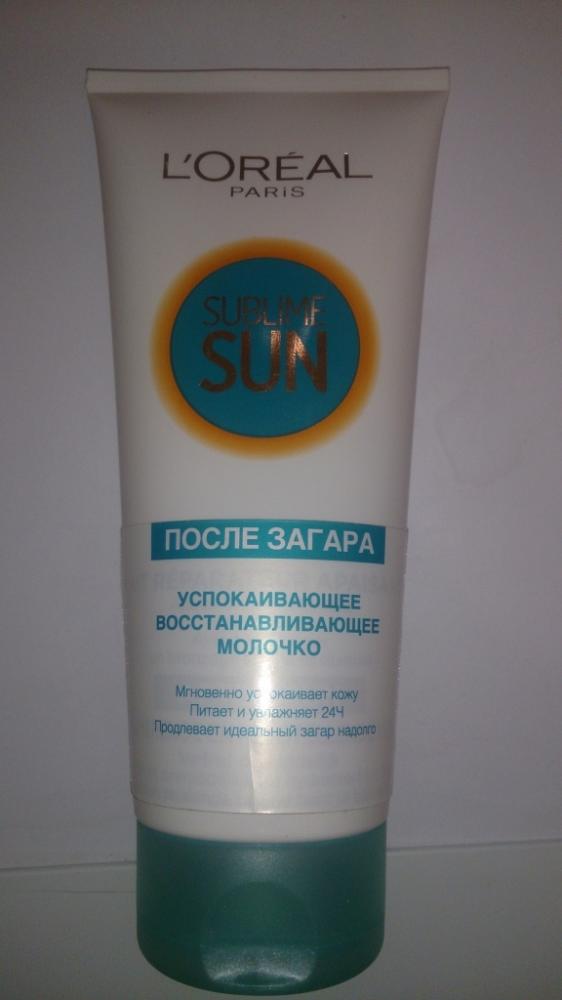 L'ORÉAL
PARIS
SUBLIME
SUN
ПОСЛЕ ЗАГАРА
УСПОКАИВАЮЩЕЕ
ВОССТАНАВЛИВАЮЩЕЕ
МОЛОЧКО
Мгновенно успокаивает кожу
Питает и увлажняет 24Ч
Продлевает идеальный загар надолго